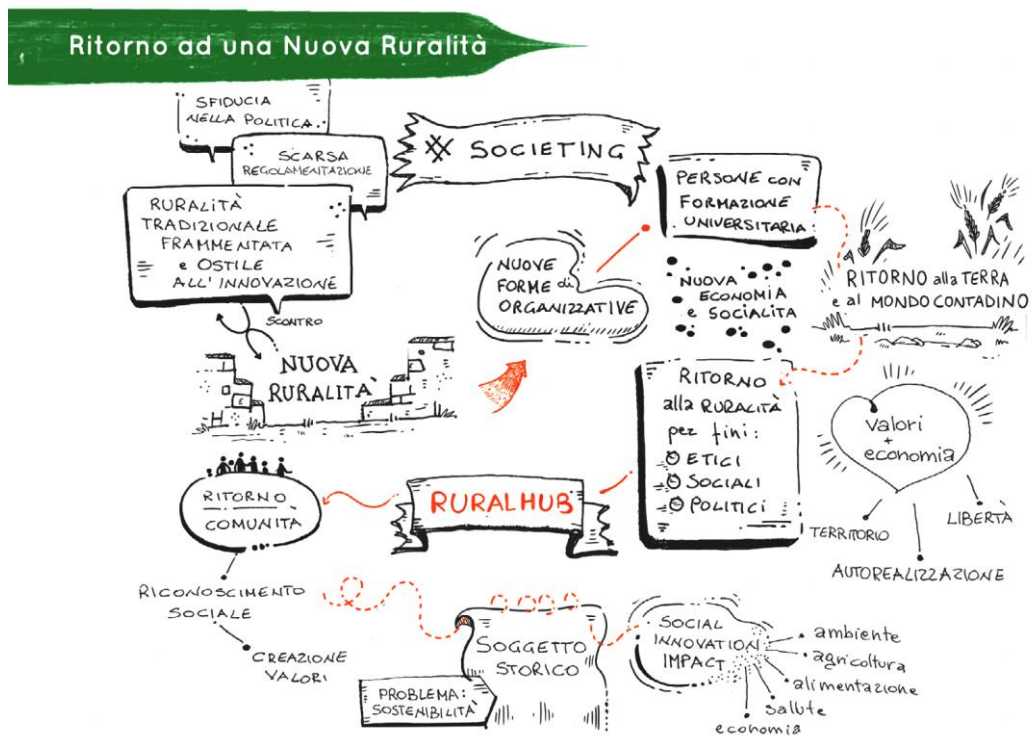 Ritorno ad una Nuova Ruralità
SFIDUCIA
NELLA POLITICA
SCARSA
REGOLAMENTAZIONE
RURALITÀ
TRADIZIONALE
FRAMMENTATA
e OSTILE
ALL'INNOVAZIONE
SCONTRO
NUOVA
RURALITÀ
SOCIETING
NUOVE
FORME di
ORGANIZZATIVE
PERSONE CON
FORMAZIONE
UNIVERSITARIA
NUOVA
ECONOMIA
e SOCIALITA
RITORNO alla TERRA
e al MONDO CONTADINO
RITORNO
alla RURALITÀ
per fini:
ETICI
SOCIALI
POLITICI
valori
+
economia
TERRITORIO
AUTOREALIZZAZIONE
LIBERTÀ
RURALHUB
RITORNO
COMUNITÀ
RICONOSCIMENTO
SOCIALE
CREAZIONE
VALORI
SOGGETTO
STORICO
PROBLEMA:
SOSTENIBILITÀ
SOCIAL
INNOVATION
IMPACT
ambiente
agricoltura
alimentazione
salute
economia